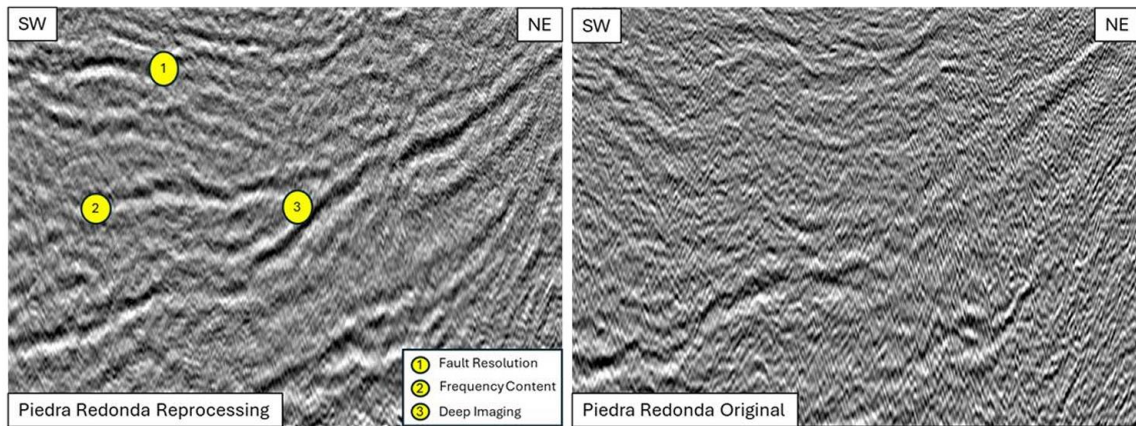 SW
NE
1
2
3
1 Fault Resolution
2 Frequency Content
3 Deep Imaging
Piedra Redonda Reprocessing
SW
NE
Piedra Redonda Original